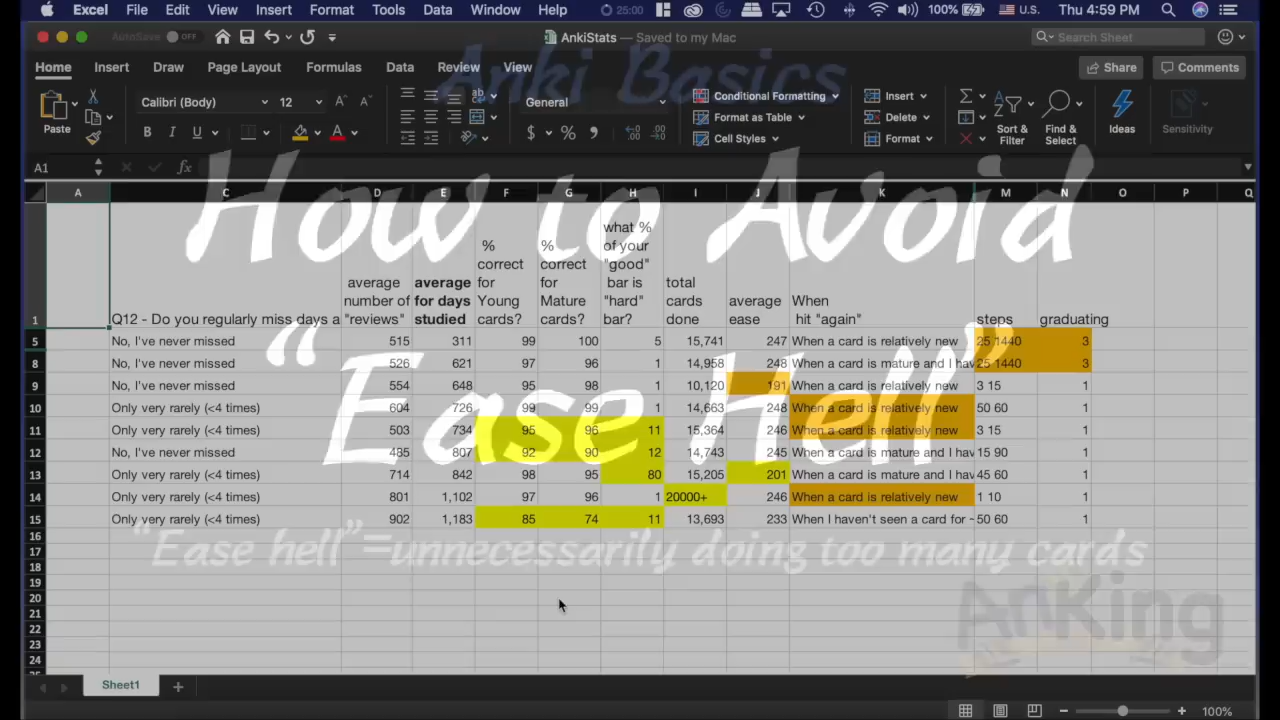 Excel File Edit View Insert Format Tools Data Window Help 25:00 100% U.S. Thu 4:59 PM
AutoSave OFF AnkiStats — Saved to my Mac Search Sheet
Anki Basics
Home Insert Draw Page Layout Formulas Data Review View Share Comments
Paste Calibri (Body) 12 A^ A^ ab General Conditional Formatting Insert Σ
B I U A $ % Format as Table Delete Sort & Filter Find & Select Ideas Sensitivity
Cell Styles Format
A1 fx
How to Avoid
A C D E F G H I J K M N O P Q
1 Q12 - Do you regularly miss days a average number of "reviews" average for days studied % correct for Young cards? % correct for Mature cards? what % of your "good" bar is "hard" bar? total cards done average ease When hit "again" steps graduating
5 No, I've never missed 515 311 99 100 5 15,741 247 When a card is relatively new 25 1440 3
8 No, I've never missed 526 621 97 96 1 14,958 248 When a card is mature and I hav 25 1440 3
9 No, I've never missed 554 648 95 98 1 10,120 191 When a card is relatively new 3 15 1
10 Only very rarely (<4 times) 604 726 99 99 1 14,663 248 When a card is relatively new 50 60 1
11 Only very rarely (<4 times) 503 734 95 96 11 15,364 246 When a card is relatively new 3 15 1
12 No, I've never missed 485 807 92 90 12 14,743 245 When a card is mature and I hav 15 90 1
13 Only very rarely (<4 times) 714 842 98 95 80 15,205 201 When a card is mature and I hav 45 60 1
14 Only very rarely (<4 times) 801 1,102 97 96 1 20000+ 246 When a card is relatively new 1 10 1
15 Only very rarely (<4 times) 902 1,183 85 74 11 13,693 233 When I haven't seen a card for - 50 60 1
"Ease Hell"
16
"Ease hell"=unnecessarily doing too many cards
17
18
19
20
21
22
23
24
AnKing
Sheet1 +
100%